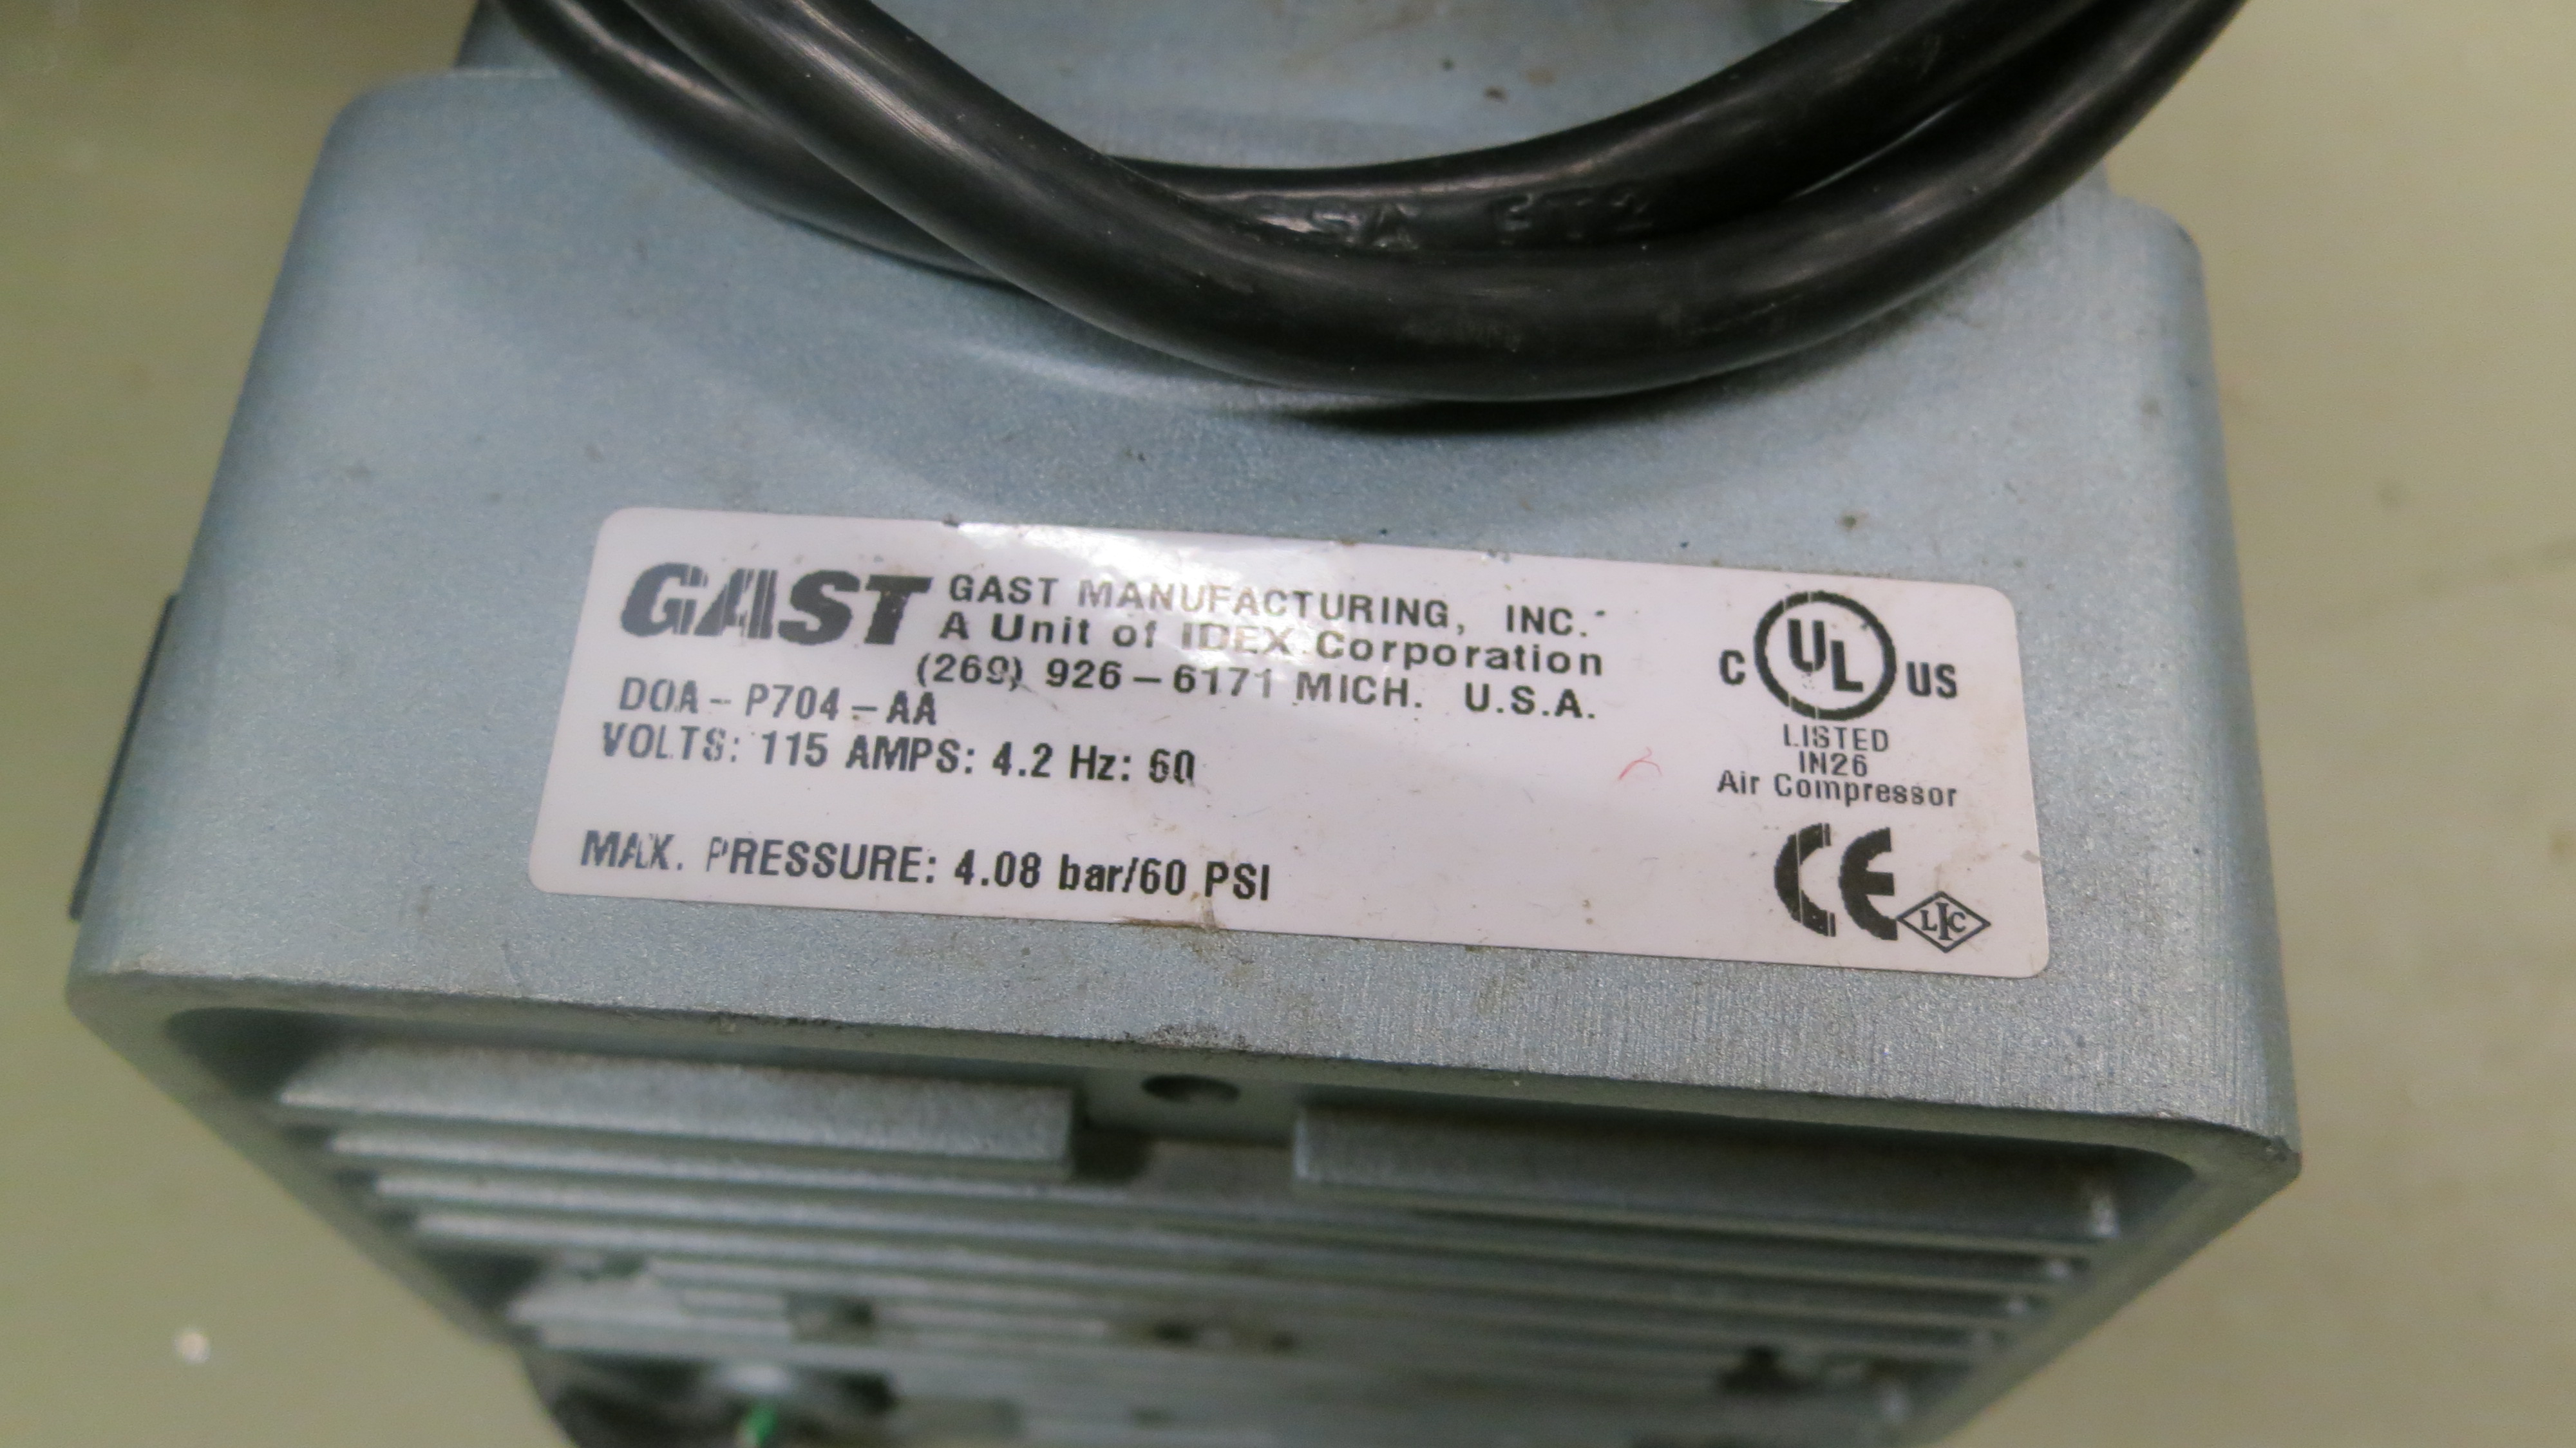 GAST GAST MANUFACTURING, INC.
A Unit of IDEX Corporation
(269) 926-6171 MICH. U.S.A.
DOA-P704-AA
VOLTS: 115 AMPS: 4.2 Hz: 60
MAX. PRESSURE: 4.08 bar/60 PSI
C UL US
LISTED
IN26
Air Compressor
CE
LIC